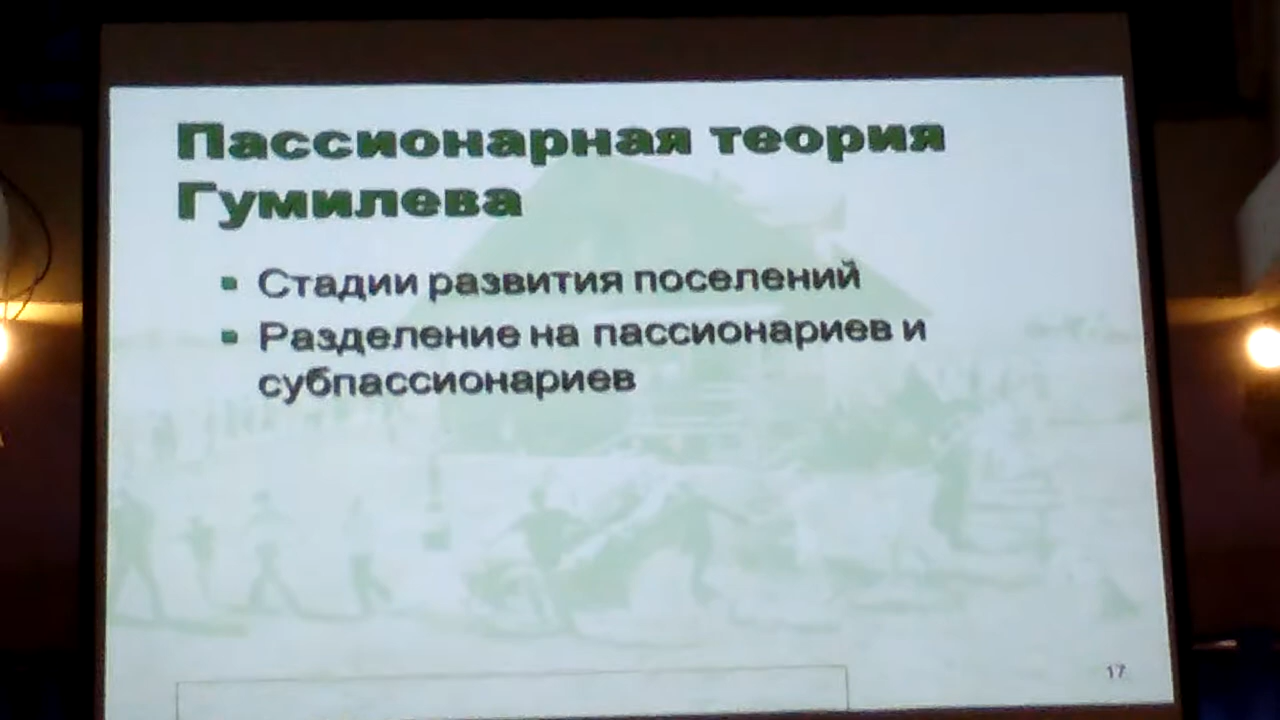 Пассионарная теория
Гумилева
Стадии развития поселений
Разделение на пассионариев и
субпассионариев
17